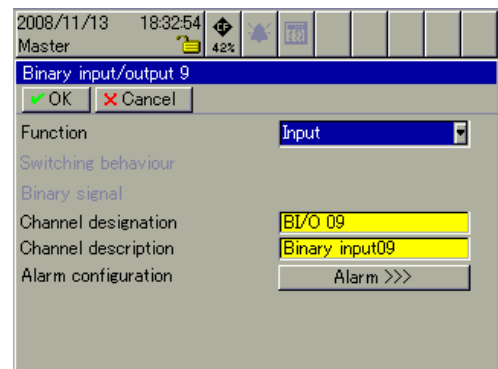 2008/11/13 18:32:54
Master
CF
42%
Binary input/output 9
OK Cancel
Function Input
Switching behaviour
Binary signal
Channel designation BI/O 09
Channel description Binary input09
Alarm configuration Alarm >>>